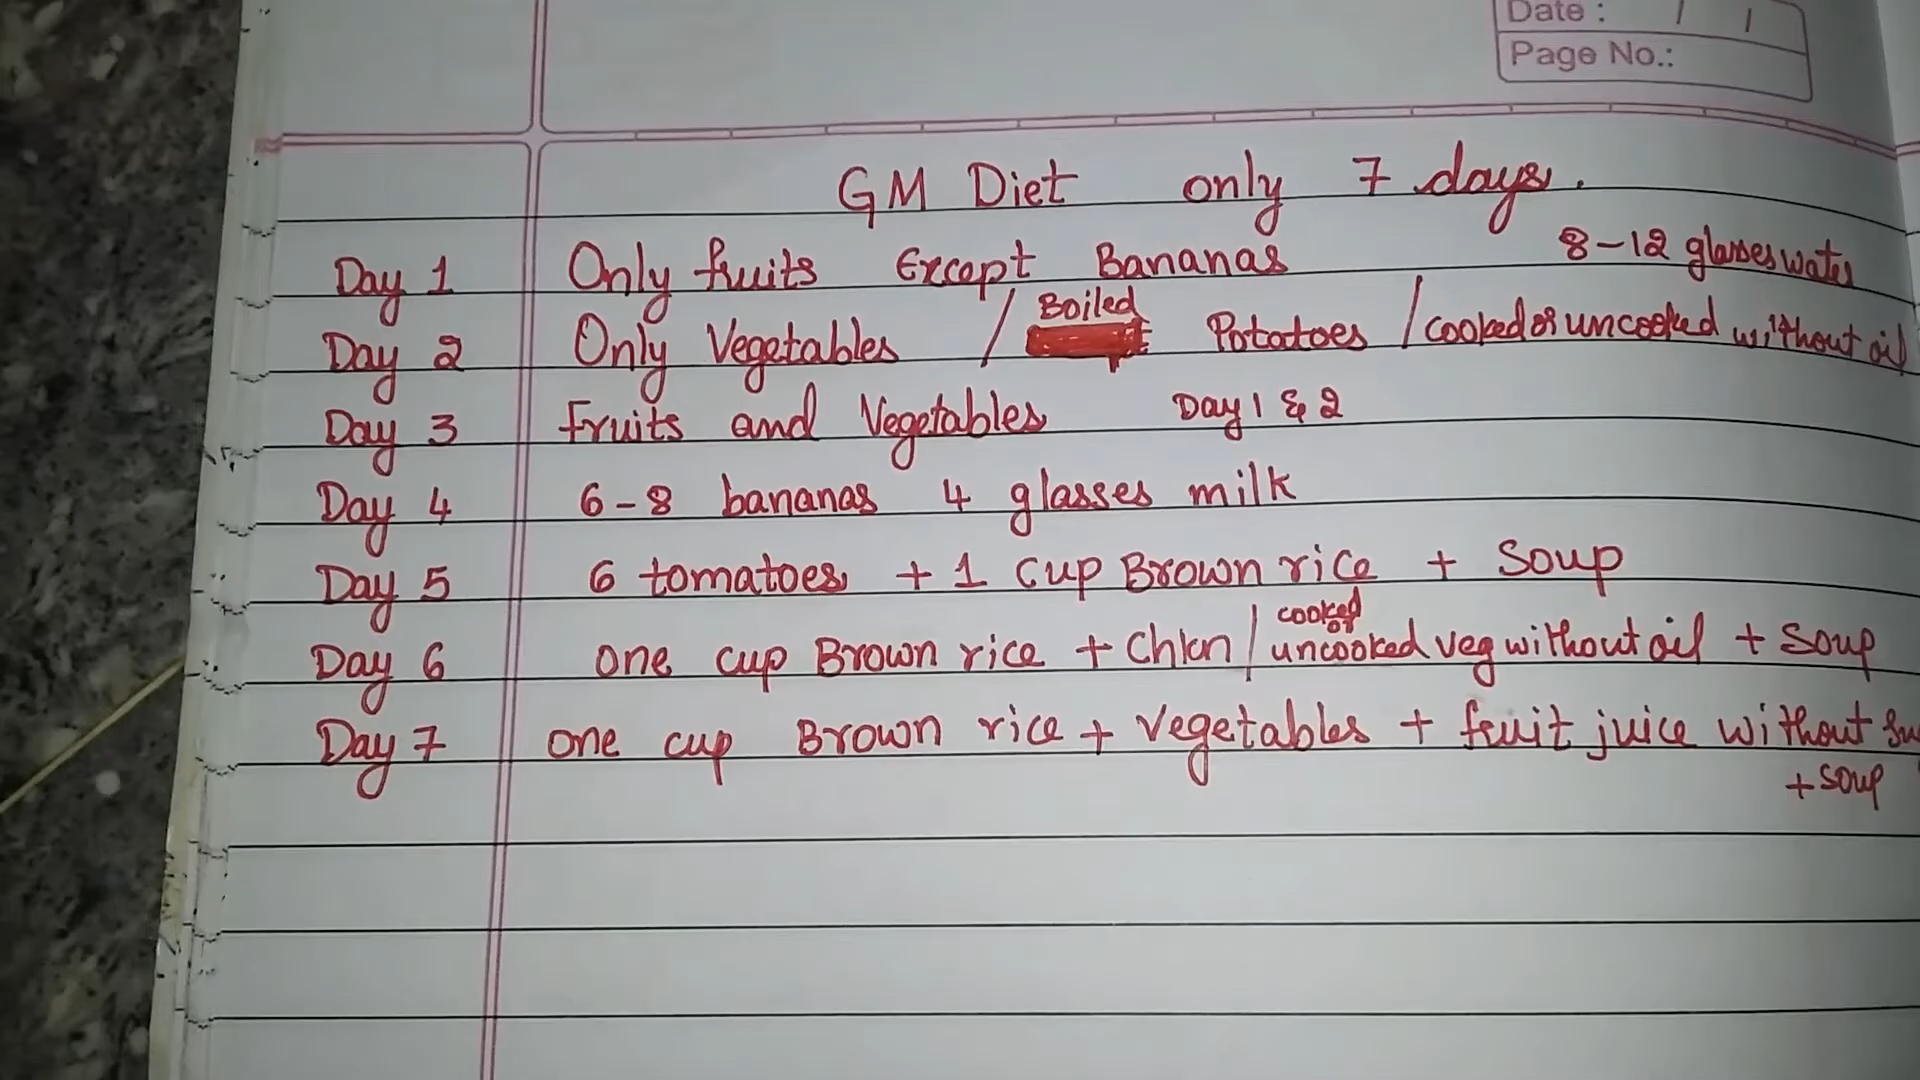 Date : / /
Page No.:
GM Diet only 7 days.
Day 1 Only fruits Except Bananas 8-12 glasses water
Day 2 Only Vegetables / Boiled Potatoes / cooked or uncooked without oil
Day 3 Fruits and Vegetables Day 1 & 2
Day 4 6-8 bananas 4 glasses milk
Day 5 6 tomatoes + 1 cup Brown rice + Soup
Day 6 one cup Brown rice + Chkn / cooked or uncooked veg without oil + Soup
Day 7 one cup Brown rice + vegetables + fruit juice without
+ soup